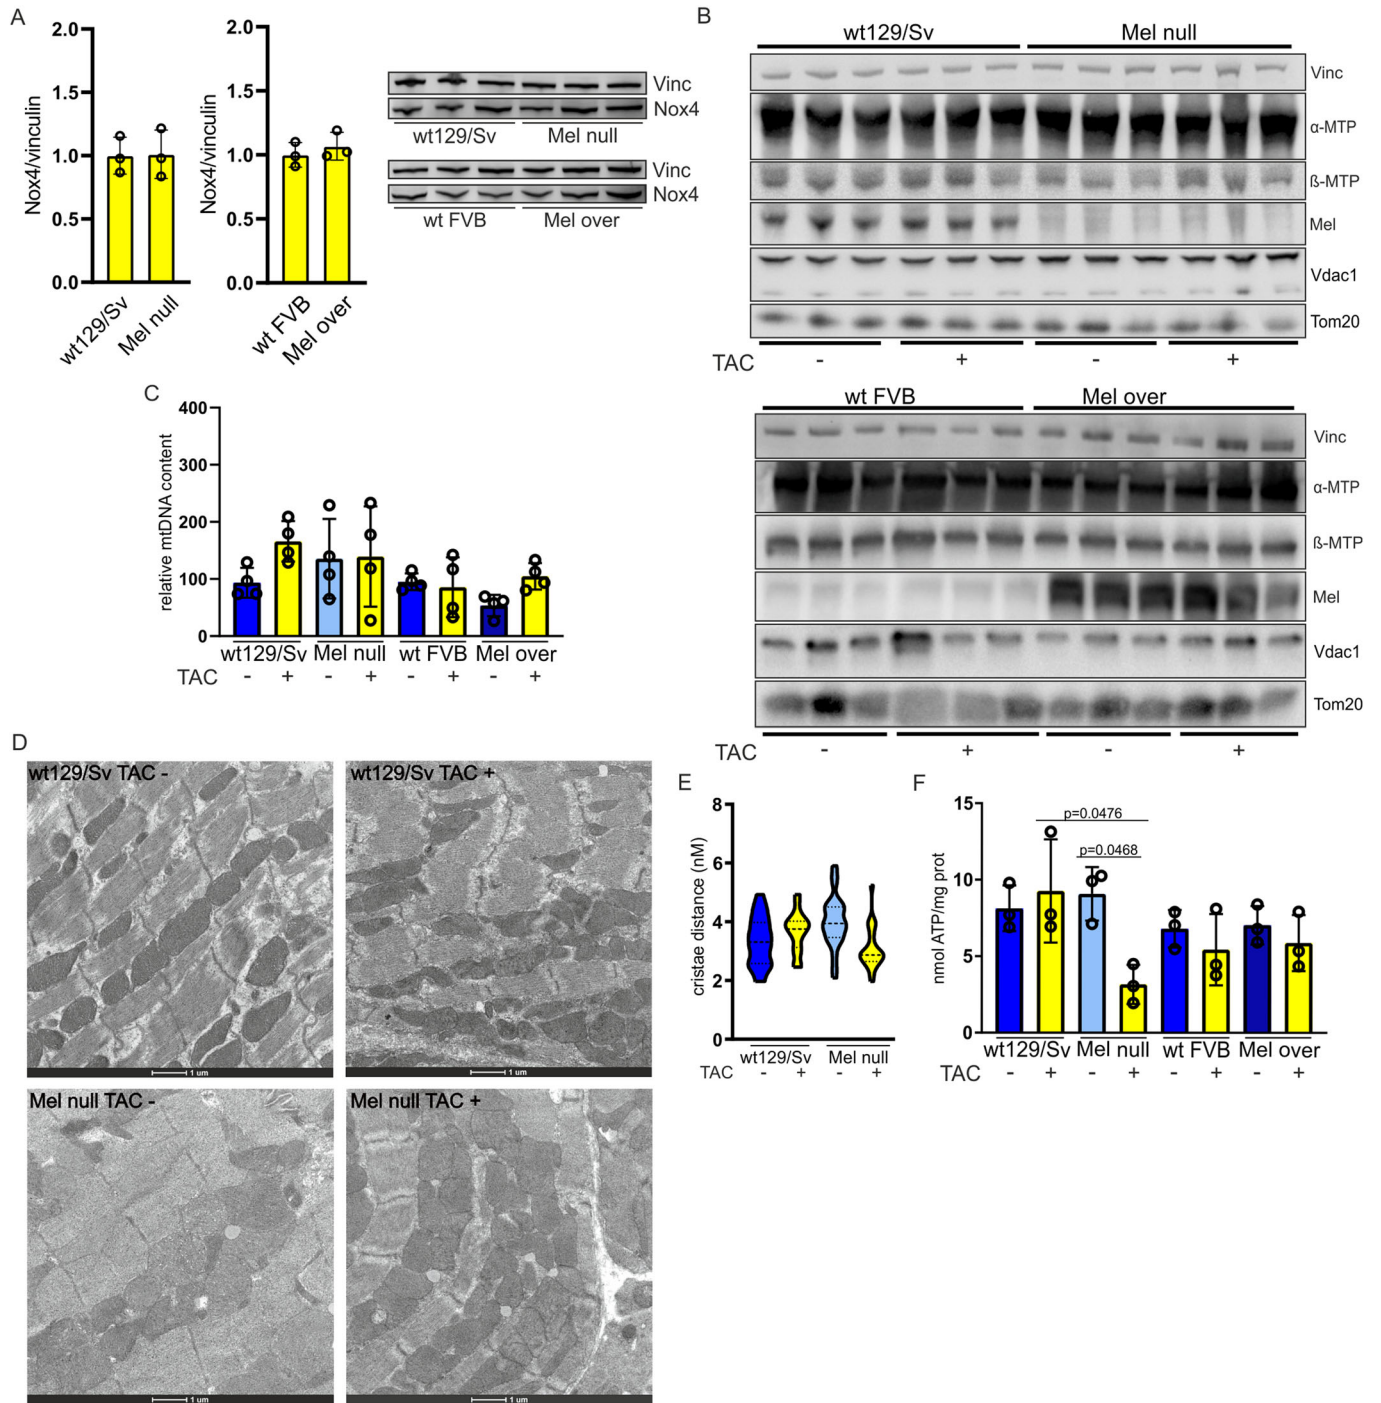 A
2.0
1.5
1.0
0.5
0.0
Nox4/vinculin
wt129/Sv
Mel null
2.0
1.5
1.0
0.5
0.0
Nox4/vinculin
wt FVB
Mel over
Vinc
Nox4
wt129/Sv Mel null
Vinc
Nox4
wt FVB Mel over
B
wt129/Sv Mel null
Vinc
α-MTP
ß-MTP
Mel
Vdac1
Tom20
TAC - + - +
wt FVB Mel over
Vinc
α-MTP
ß-MTP
Mel
Vdac1
Tom20
TAC - + - +
C
400
300
200
100
0
relative mtDNA content
wt129/Sv Mel null wt FVB Mel over
TAC - + - + - + - +
D
wt129/Sv TAC -
1 um
wt129/Sv TAC +
1 um
Mel null TAC -
1 um
Mel null TAC +
1 um
E
8
6
4
2
0
cristae distance (nM)
wt129/Sv Mel null
TAC - + - +
F
15
10
5
0
nmol ATP/mg prot
p=0.0476
p=0.0468
wt129/Sv Mel null wt FVB Mel over
TAC - + - + - + - +